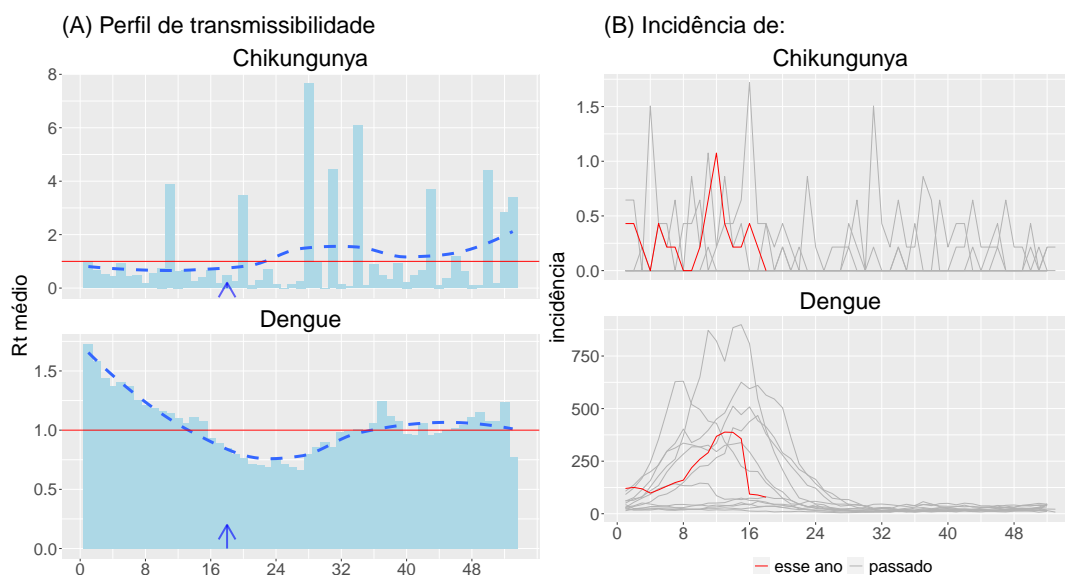 (A) Perfil de transmissibilidade
Chikungunya
8
6
4
2
0
Dengue
1.5
1.0
0.5
0.0
0 8 16 24 32 40 48
Rt médio
(B) Incidência de:
Chikungunya
1.5
1.0
0.5
0.0
Dengue
750
500
250
0
0 8 16 24 32 40 48
incidência
esse ano passado